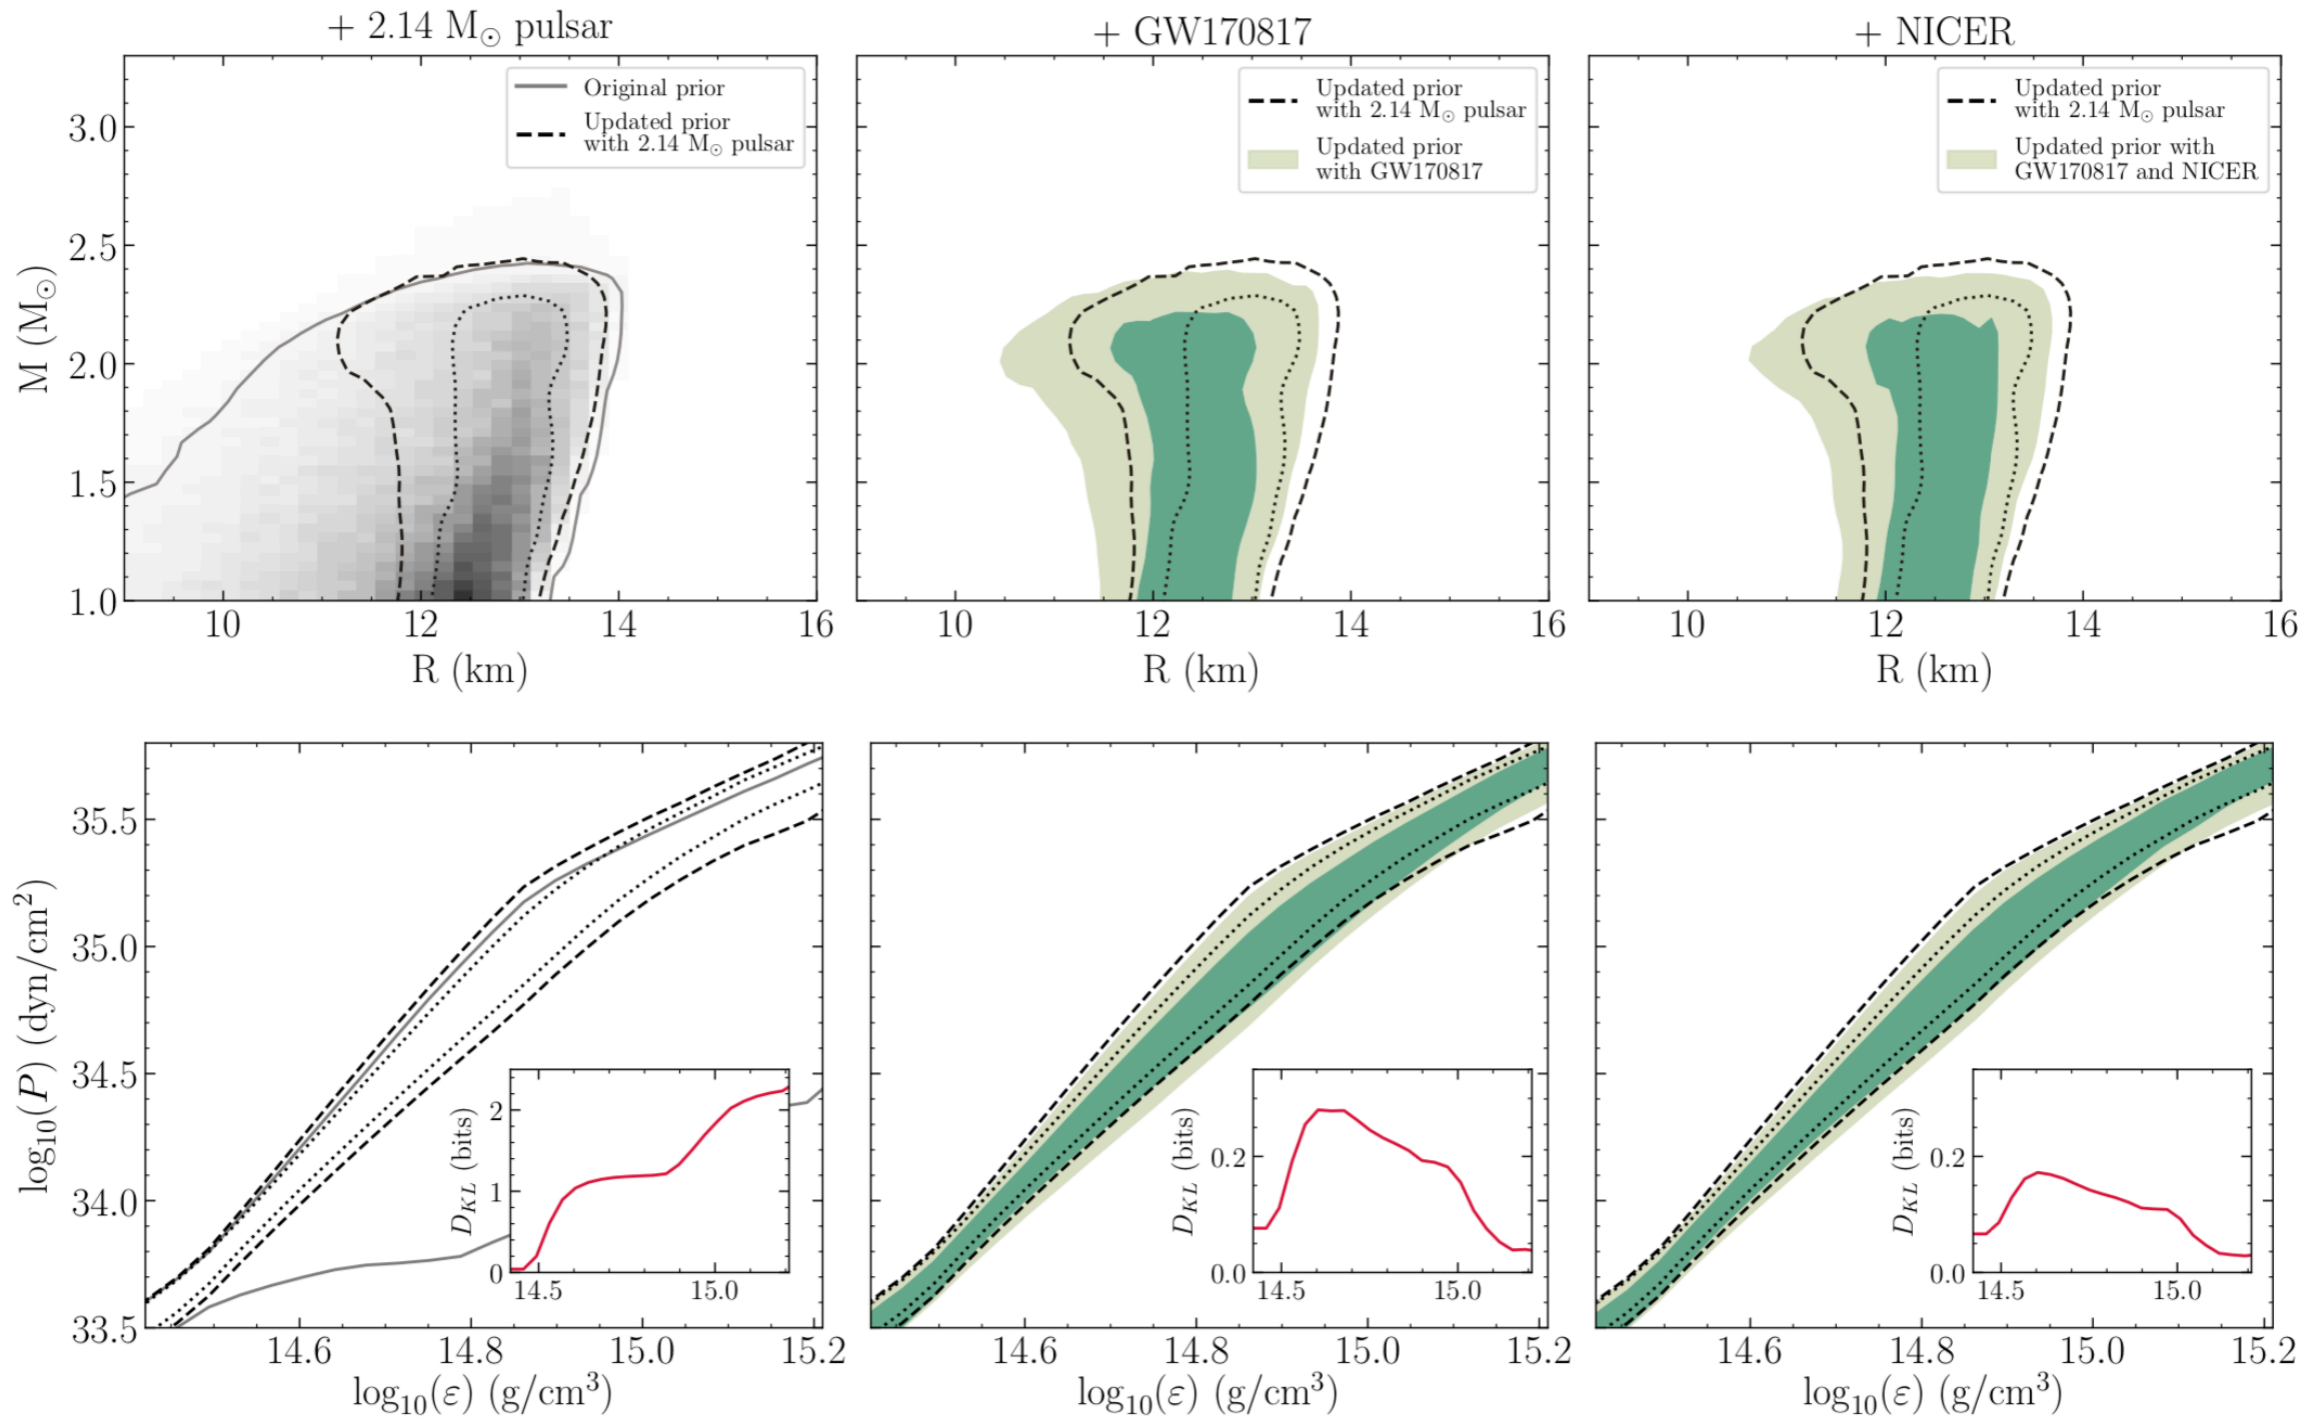 + 2.14 M☉ pulsar
+ GW170817
+ NICER
Original prior
Updated prior
with 2.14 M☉ pulsar
Updated prior
with 2.14 M☉ pulsar
Updated prior
with GW170817
Updated prior
with 2.14 M☉ pulsar
Updated prior with
GW170817 and NICER
M (M☉)
3.0
2.5
2.0
1.5
1.0
10 12 14 16
10 12 14 16
10 12 14 16
R (km)
R (km)
R (km)
log₁₀(P) (dyn/cm²)
35.5
35.0
34.5
34.0
33.5
D_KL (bits)
2
1
0
14.5 15.0
D_KL (bits)
0.2
0.0
14.5 15.0
D_KL (bits)
0.2
0.0
14.5 15.0
14.6 14.8 15.0 15.2
14.6 14.8 15.0 15.2
14.6 14.8 15.0 15.2
log₁₀(ε) (g/cm³)
log₁₀(ε) (g/cm³)
log₁₀(ε) (g/cm³)